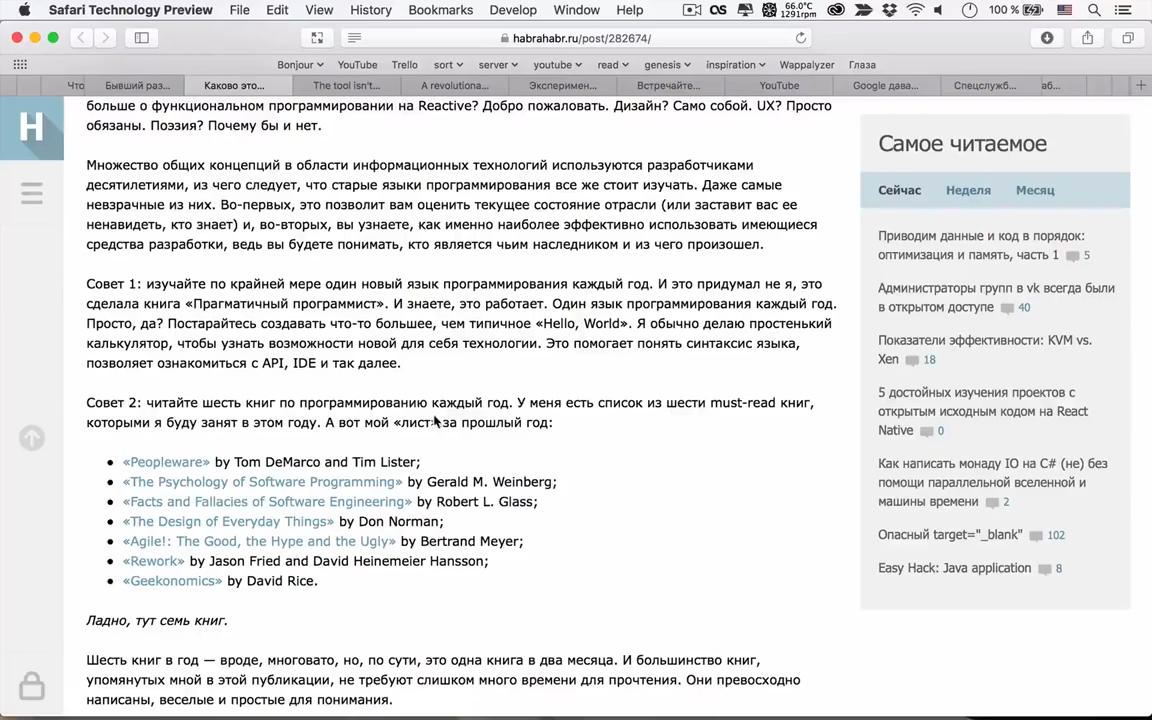 Safari Technology Preview File Edit View History Bookmarks Develop Window Help
66.0°C
1291rpm
100 %
habrahabr.ru/post/282674/
Bonjour YouTube Trello sort server youtube read genesis inspiration Wappalyzer Глаза
Что Бывший раз... Каково это... The tool isn't... A revolutiona... Эксперимен... Встречайте... YouTube Google дава... Спецслужб... аб...
H
больше о функциональном программировании на Reactive? Добро пожаловать. Дизайн? Само собой. UX? Просто
обязаны. Поэзия? Почему бы и нет.
Множество общих концепций в области информационных технологий используются разработчиками
десятилетиями, из чего следует, что старые языки программирования все же стоит изучать. Даже самые
невзрачные из них. Во-первых, это позволит вам оценить текущее состояние отрасли (или заставит вас ее
ненавидеть, кто знает) и, во-вторых, вы узнаете, как именно наиболее эффективно использовать имеющиеся
средства разработки, ведь вы будете понимать, кто является чьим наследником и из чего произошел.
Совет 1: изучайте по крайней мере один новый язык программирования каждый год. И это придумал не я, это
сделала книга «Прагматичный программист». И знаете, это работает. Один язык программирования каждый год.
Просто, да? Постарайтесь создавать что-то большее, чем типичное «Hello, World». Я обычно делаю простенький
калькулятор, чтобы узнать возможности новой для себя технологии. Это помогает понять синтаксис языка,
позволяет ознакомиться с API, IDE и так далее.
Совет 2: читайте шесть книг по программированию каждый год. У меня есть список из шести must-read книг,
которыми я буду занят в этом году. А вот мой «лист» за прошлый год:
«Peopleware» by Tom DeMarco and Tim Lister;
«The Psychology of Software Programming» by Gerald M. Weinberg;
«Facts and Fallacies of Software Engineering» by Robert L. Glass;
«The Design of Everyday Things» by Don Norman;
«Agile!: The Good, the Hype and the Ugly» by Bertrand Meyer;
«Rework» by Jason Fried and David Heinemeier Hansson;
«Geekonomics» by David Rice.
Ладно, тут семь книг.
Шесть книг в год — вроде, многовато, но, по сути, это одна книга в два месяца. И большинство книг,
упомянутых мной в этой публикации, не требуют слишком много времени для прочтения. Они превосходно
написаны, веселые и простые для понимания.
Самое читаемое
Сейчас Неделя Месяц
Приводим данные и код в порядок:
оптимизация и память, часть 1 5
Администраторы групп в vk всегда были
в открытом доступе 40
Показатели эффективности: KVM vs.
Xen 18
5 достойных изучения проектов с
открытым исходным кодом на React
Native 0
Как написать монаду IO на C# (не) без
помощи параллельной вселенной и
машины времени 2
Опасный target="_blank" 102
Easy Hack: Java application 8